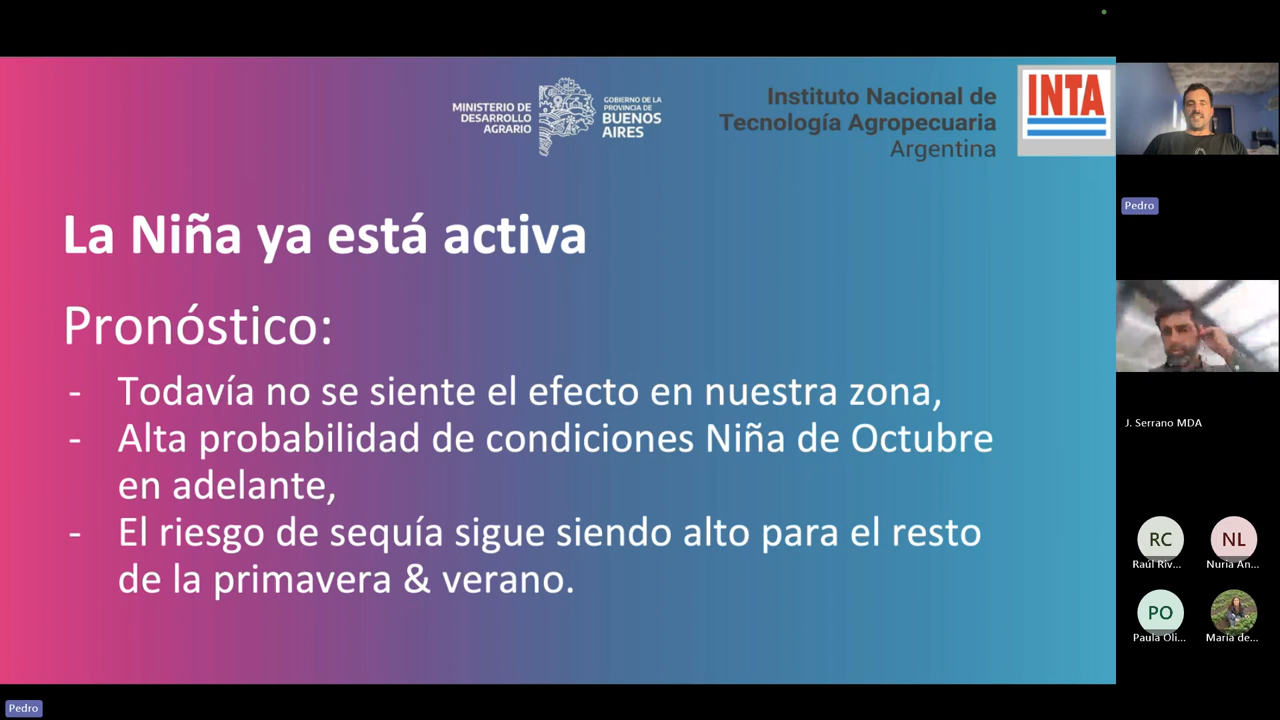 MINISTERIO DE
DESARROLLO
AGRARIO
GOBIERNO DE LA
PROVINCIA DE
BUENOS
AIRES
Instituto Nacional de
Tecnología Agropecuaria
Argentina
INTA
La Niña ya está activa
Pronóstico:
- Todavía no se siente el efecto en nuestra zona,
- Alta probabilidad de condiciones Niña de Octubre
en adelante,
- El riesgo de sequía sigue siendo alto para el resto
de la primavera & verano.
Pedro
J. Serrano MDA
RC
NL
Raúl Riv...
Nuria An...
PO
Paula Oli...
María de...
Pedro